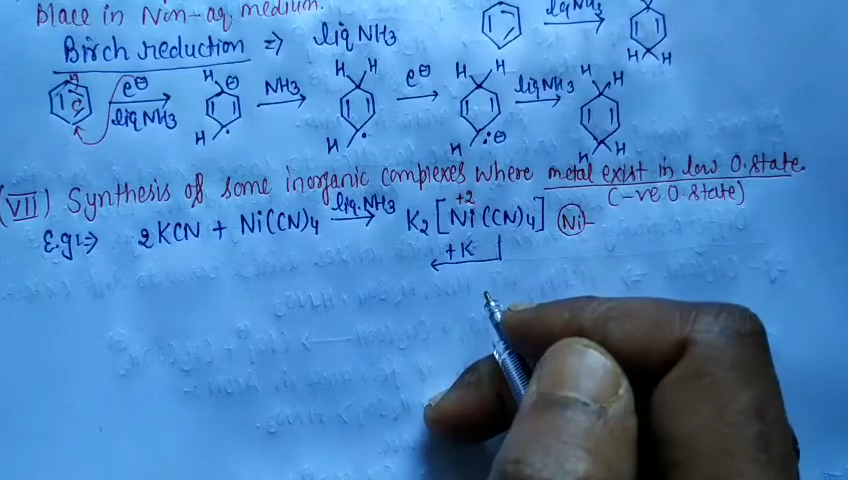 place in Non-aq. medium.
lqNH3
H H
Birch reduction ⇒ liq NH3
H e⊖ liq NH3 H ⊖ H NH3 H H H e⊖ H H H ⊖ liq NH3 H H H H
(VII) Synthesis of some inorganic complexes where metal exist in low O.state.
(-ve O.state)
E.g1:⇒ 2KCN + Ni(CN)4 liq.NH3 → K2[Ni(CN)4] +2 Ni-
+K